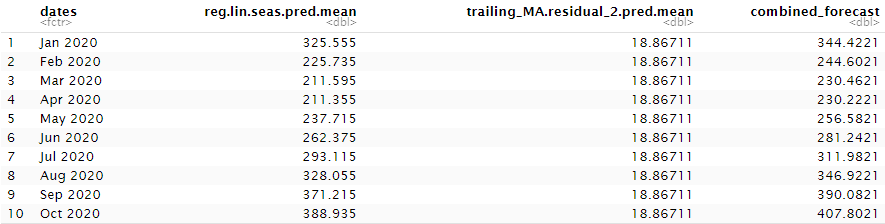 dates reg.lin.seas.pred.mean trailing_MA.residual_2.pred.mean combined_forecast
<fctr> <dbl> <dbl> <dbl>
1 Jan 2020 325.555 18.86711 344.4221
2 Feb 2020 225.735 18.86711 244.6021
3 Mar 2020 211.595 18.86711 230.4621
4 Apr 2020 211.355 18.86711 230.2221
5 May 2020 237.715 18.86711 256.5821
6 Jun 2020 262.375 18.86711 281.2421
7 Jul 2020 293.115 18.86711 311.9821
8 Aug 2020 328.055 18.86711 346.9221
9 Sep 2020 371.215 18.86711 390.0821
10 Oct 2020 388.935 18.86711 407.8021